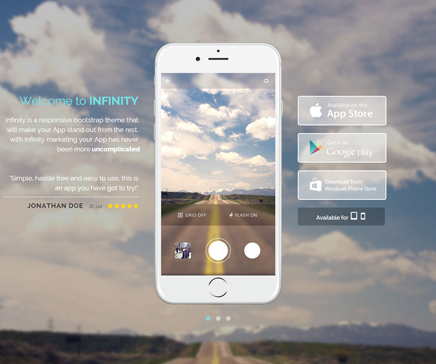 Welcome to INFINITY
Infinity is a responsive bootstrap theme that
will make your App stand out from the rest,
with infinity marketing your App has never
been more uncomplicated
"Simple, hassle free and easy to use, this is
an app you have got to try!"
JONATHAN DOE
GRID OFF
FLASH ON
Available on the
App Store
Get it on
Google play
Download from
Windows Phone Store
Available for